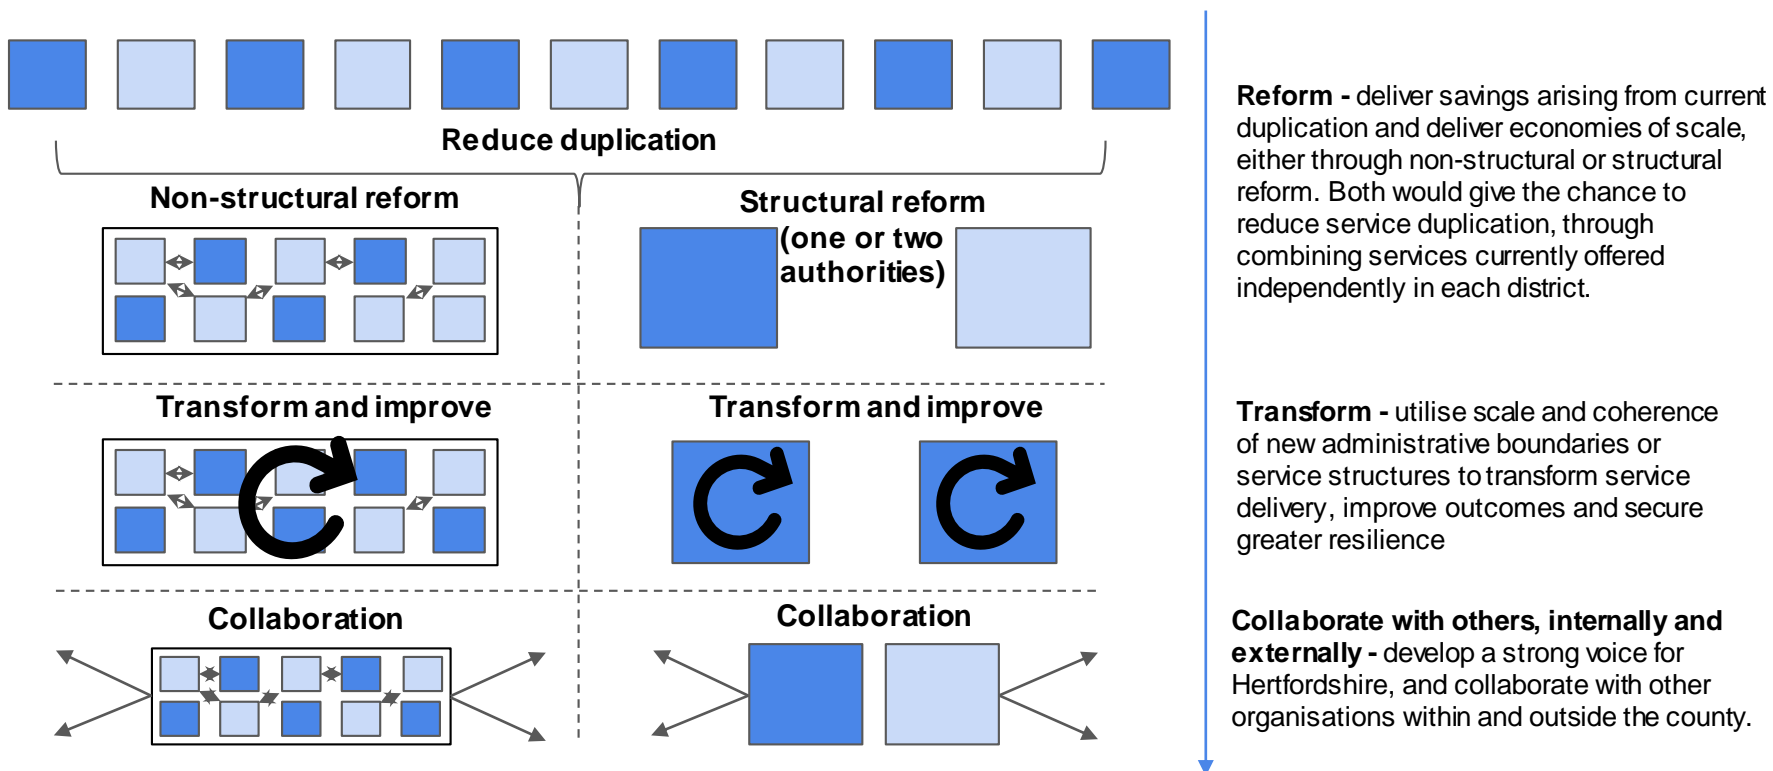 Reduce duplication
Non-structural reform
Structural reform
(one or two
authorities)
Transform and improve
Transform and improve
Collaboration
Collaboration
Reform - deliver savings arising from current
duplication and deliver economies of scale,
either through non-structural or structural
reform. Both would give the chance to
reduce service duplication, through
combining services currently offered
independently in each district.
Transform - utilise scale and coherence
of new administrative boundaries or
service structures to transform service
delivery, improve outcomes and secure
greater resilience
Collaborate with others, internally and
externally - develop a strong voice for
Hertfordshire, and collaborate with other
organisations within and outside the county.